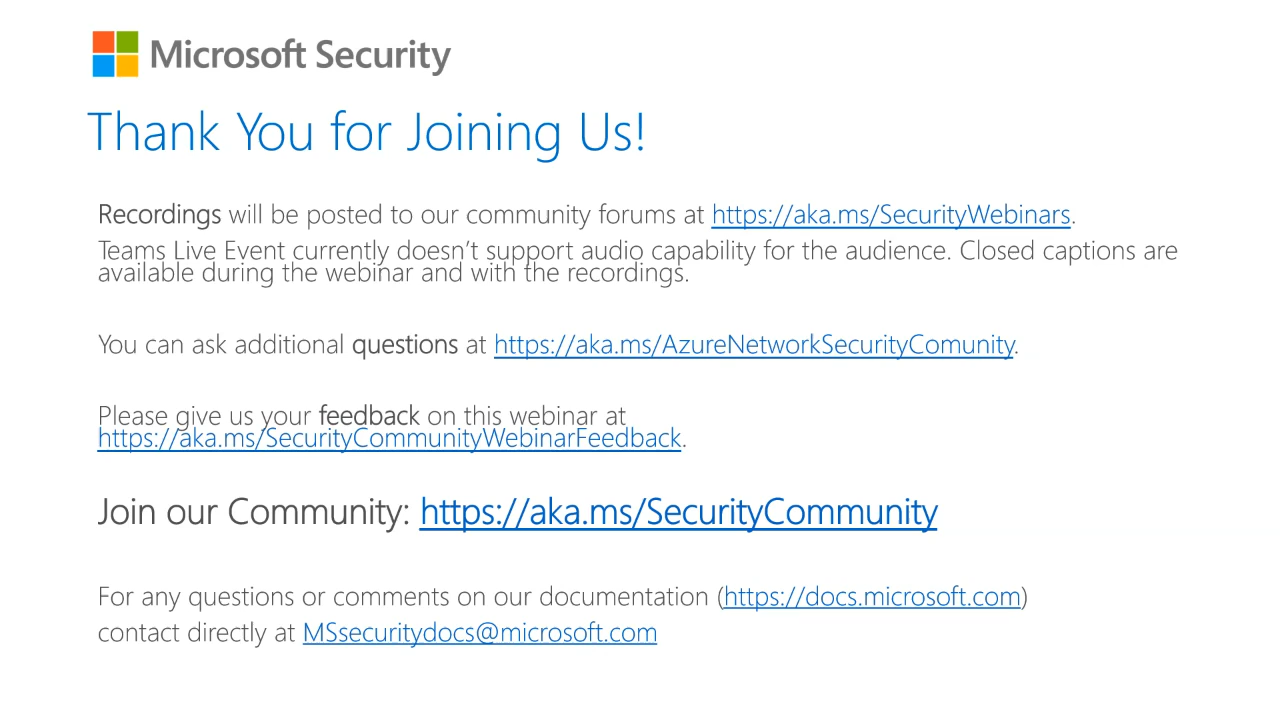 Microsoft Security
Thank You for Joining Us!
Recordings will be posted to our community forums at https://aka.ms/SecurityWebinars.
Teams Live Event currently doesn’t support audio capability for the audience. Closed captions are
available during the webinar and with the recordings.
You can ask additional questions at https://aka.ms/AzureNetworkSecurityComunity.
Please give us your feedback on this webinar at
https://aka.ms/SecurityCommunityWebinarFeedback.
Join our Community: https://aka.ms/SecurityCommunity
For any questions or comments on our documentation (https://docs.microsoft.com)
contact directly at MSsecuritydocs@microsoft.com